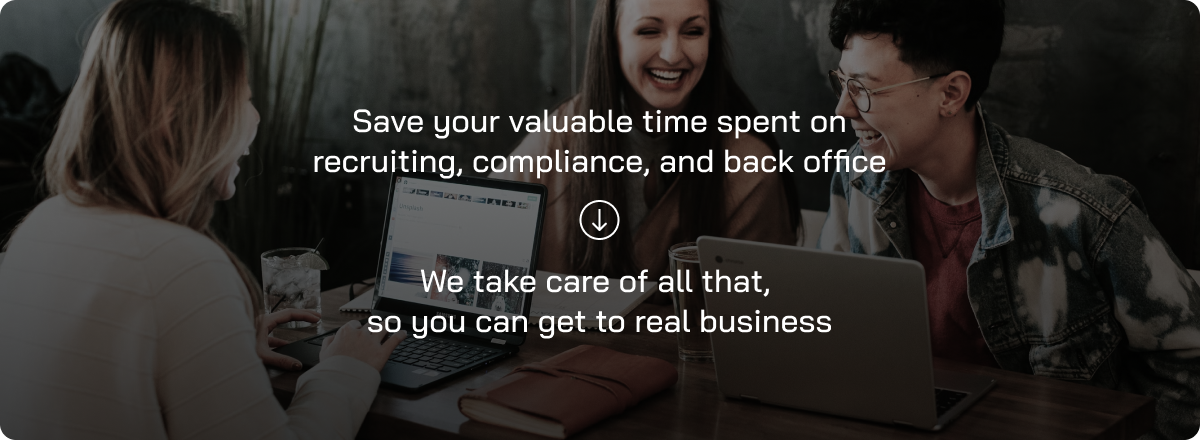 Save your valuable time spent on
recruiting, compliance, and back office
We take care of all that,
so you can get to real business